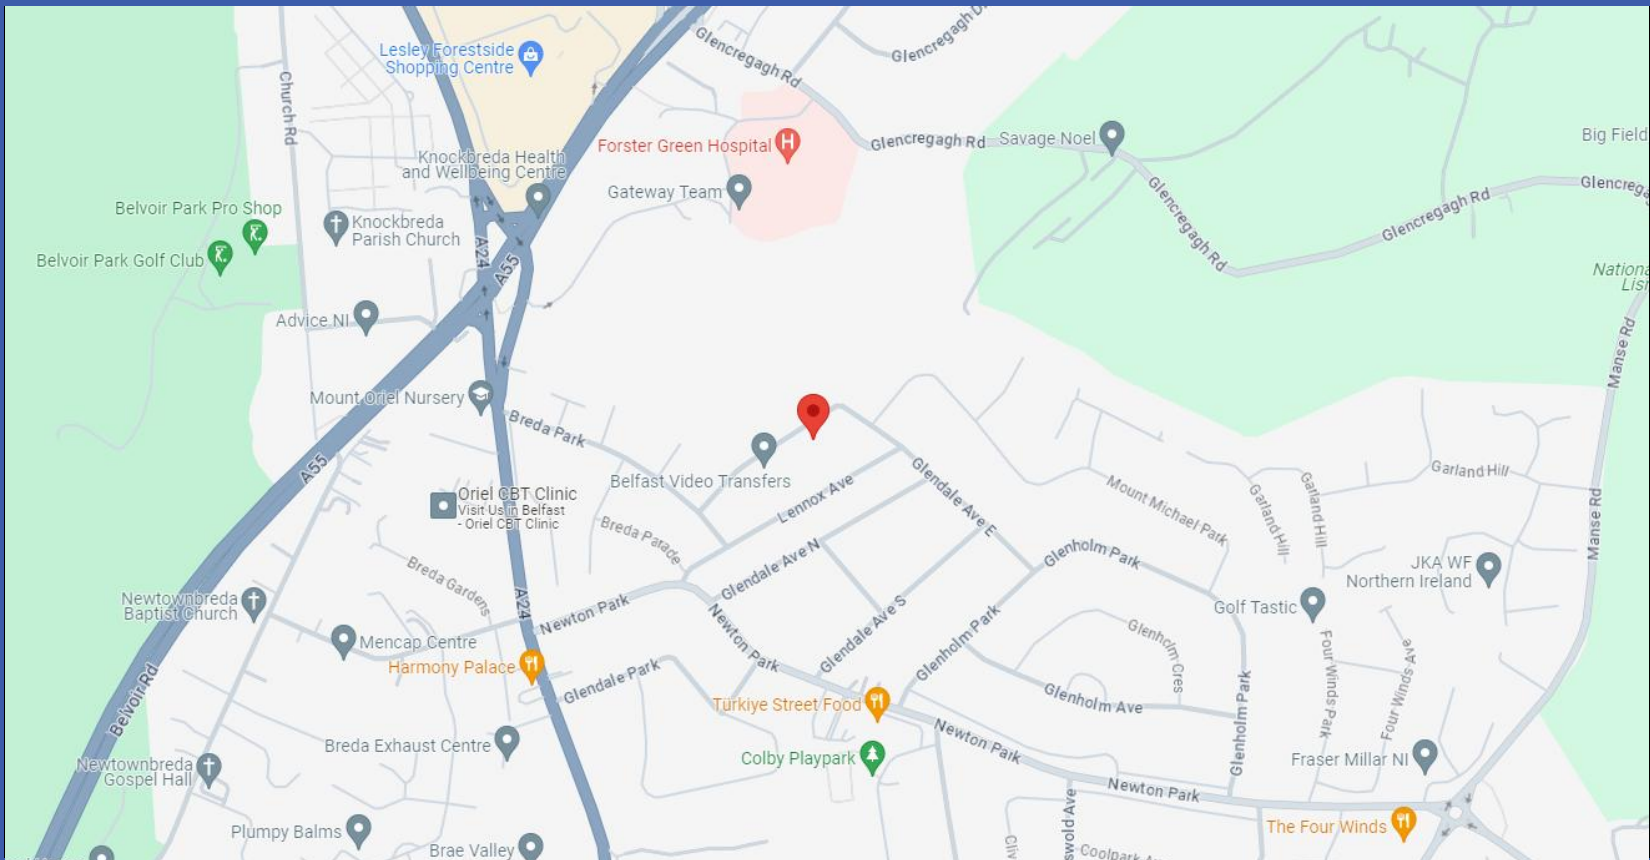 Glencregagh Rd
Glencregagh D
Lesley Forestside
Shopping Centre
Church Rd
Forster Green Hospital
Glencregagh Rd
Savage Noel
Big Field
Knockbreda Health
and Wellbeing Centre
Gateway Team
Glencregagh Rd
Glencregagh Rd
Glencreg
Belvoir Park Pro Shop
Knockbreda
Parish Church
Belvoir Park Golf Club
A24
A55
Nationa
Lis
Advice NI
Manse Rd
Mount Oriel Nursery
Breda Park
A55
Belfast Video Transfers
Lennox Ave
Glendale Ave E
Mount Michael Park
Garland Hill
Garland Hill
Garland Hill
Manse Rd
Oriel CBT Clinic
Visit Us in Belfast
- Oriel CBT Clinic
Breda Parade
Glendale Ave N
Glenholm Park
Breda Gardens
JKA WF
Northern Ireland
Newtownbreda
Baptist Church
A24
Newton Park
Newton Park
Glendale Ave S
Glenholm Park
Glenholm Cres
Golf Tastic
Mencap Centre
Harmony Palace
Glendale Park
Four Winds Park
Four Winds Ave
Belvoir Rd
Turkiye Street Food
Glenholm Ave
Glenholm Park
Breda Exhaust Centre
Colby Playpark
Newton Park
Newtownbreda
Gospel Hall
Fraser Millar NI
Newton Park
Plumpy Balms
The Four Winds
Brae Valley
Cliv
swold Ave
Coolpark A